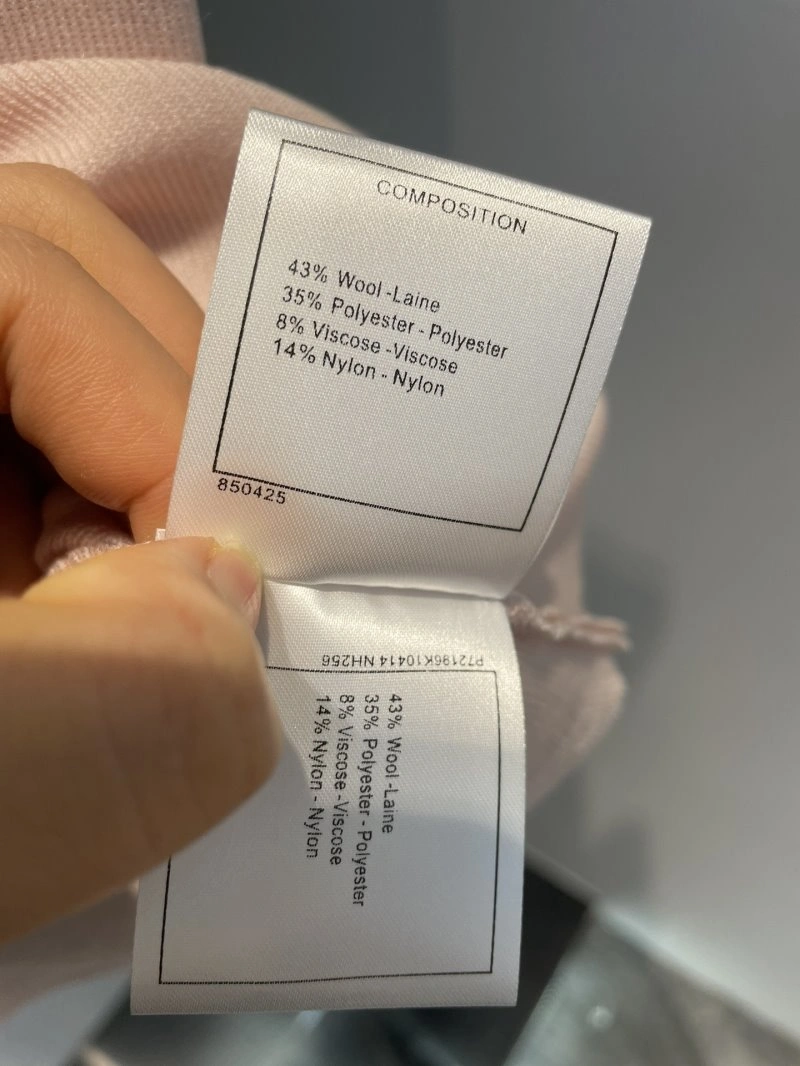 COMPOSITION
43% Wool -Laine
35% Polyester - Polyester
8% Viscose -Viscose
14% Nylon - Nylon
850425
P72196K10414 NH256
43% Wool -Laine
35% Polyester - Polyester
8% Viscose -Viscose
14% Nylon - Nylon